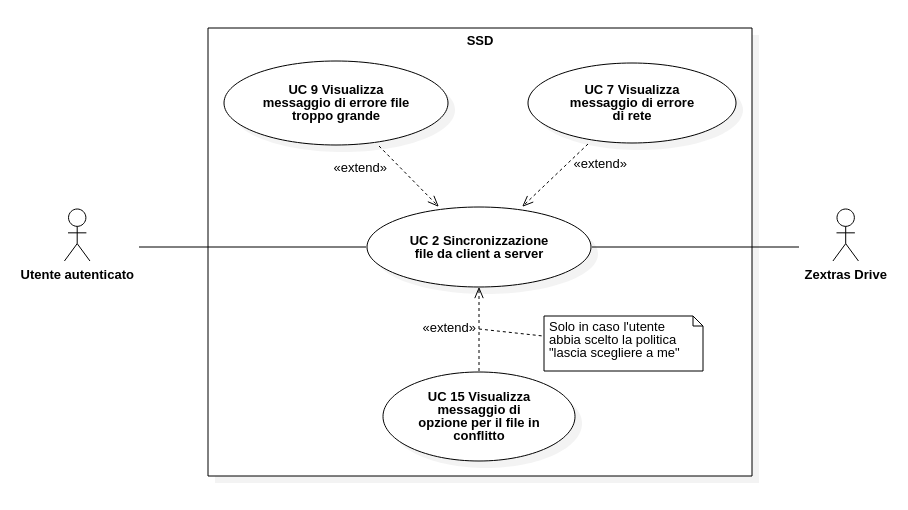 SSD
UC 9 Visualizza
messaggio di errore file
troppo grande
UC 7 Visualizza
messaggio di errore
di rete
«extend»
«extend»
Utente autenticato
UC 2 Sincronizzazione
file da client a server
Zextras Drive
«extend»
Solo in caso l'utente
abbia scelto la politica
"lascia scegliere a me"
UC 15 Visualizza
messaggio di
opzione per il file in
conflitto